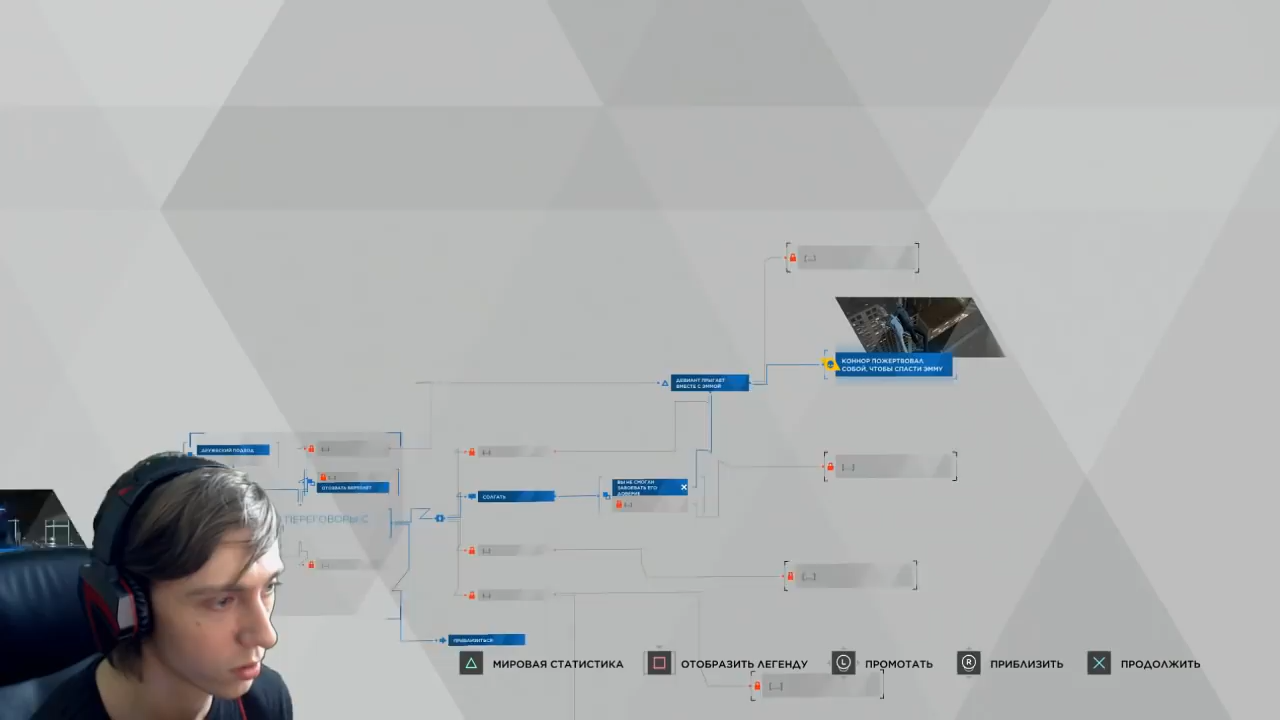 [...]
КОННОР ПОЖЕРТВОВАЛ
СОБОЙ, ЧТОБЫ СПАСТИ ЭММУ
ДЕВИАНТ ПРЫГАЕТ
ВМЕСТЕ С ЭММОЙ
ДРУЖЕСКИЙ ПОДХОД
[...]
[...]
[...]
[...]
ОТОЗВАТЬ ВЕРТОЛЕТ
СОЛГАТЬ
ВЫ НЕ СМОГЛИ
ЗАВОЕВАТЬ ЕГО
ДОВЕРИЕ
[...]
ПЕРЕГОВОРЫ С
[...]
[...]
[...]
[...]
ПРИБЛИЗИТЬСЯ
МИРОВАЯ СТАТИСТИКА
ОТОБРАЗИТЬ ЛЕГЕНДУ
L ПРОМОТАТЬ
R ПРИБЛИЗИТЬ
ПРОДОЛЖИТЬ
[...]